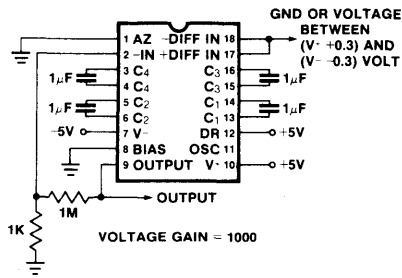 GND OR VOLTAGE
BETWEEN
(V- +0.3) AND
(V- -0.3) VOLT
1 AZ -DIFF IN 18
2 -IN +DIFF IN 17
3 C4 C3 16
1μF 4 C4 C3 15 1μF
5 C2 C1 14
1μF 6 C2 C1 13 1μF
-5V 7 V- DR 12 +5V
8 BIAS OSC 11
9 OUTPUT V- 10 +5V
OUTPUT
1M
1K
VOLTAGE GAIN = 1000